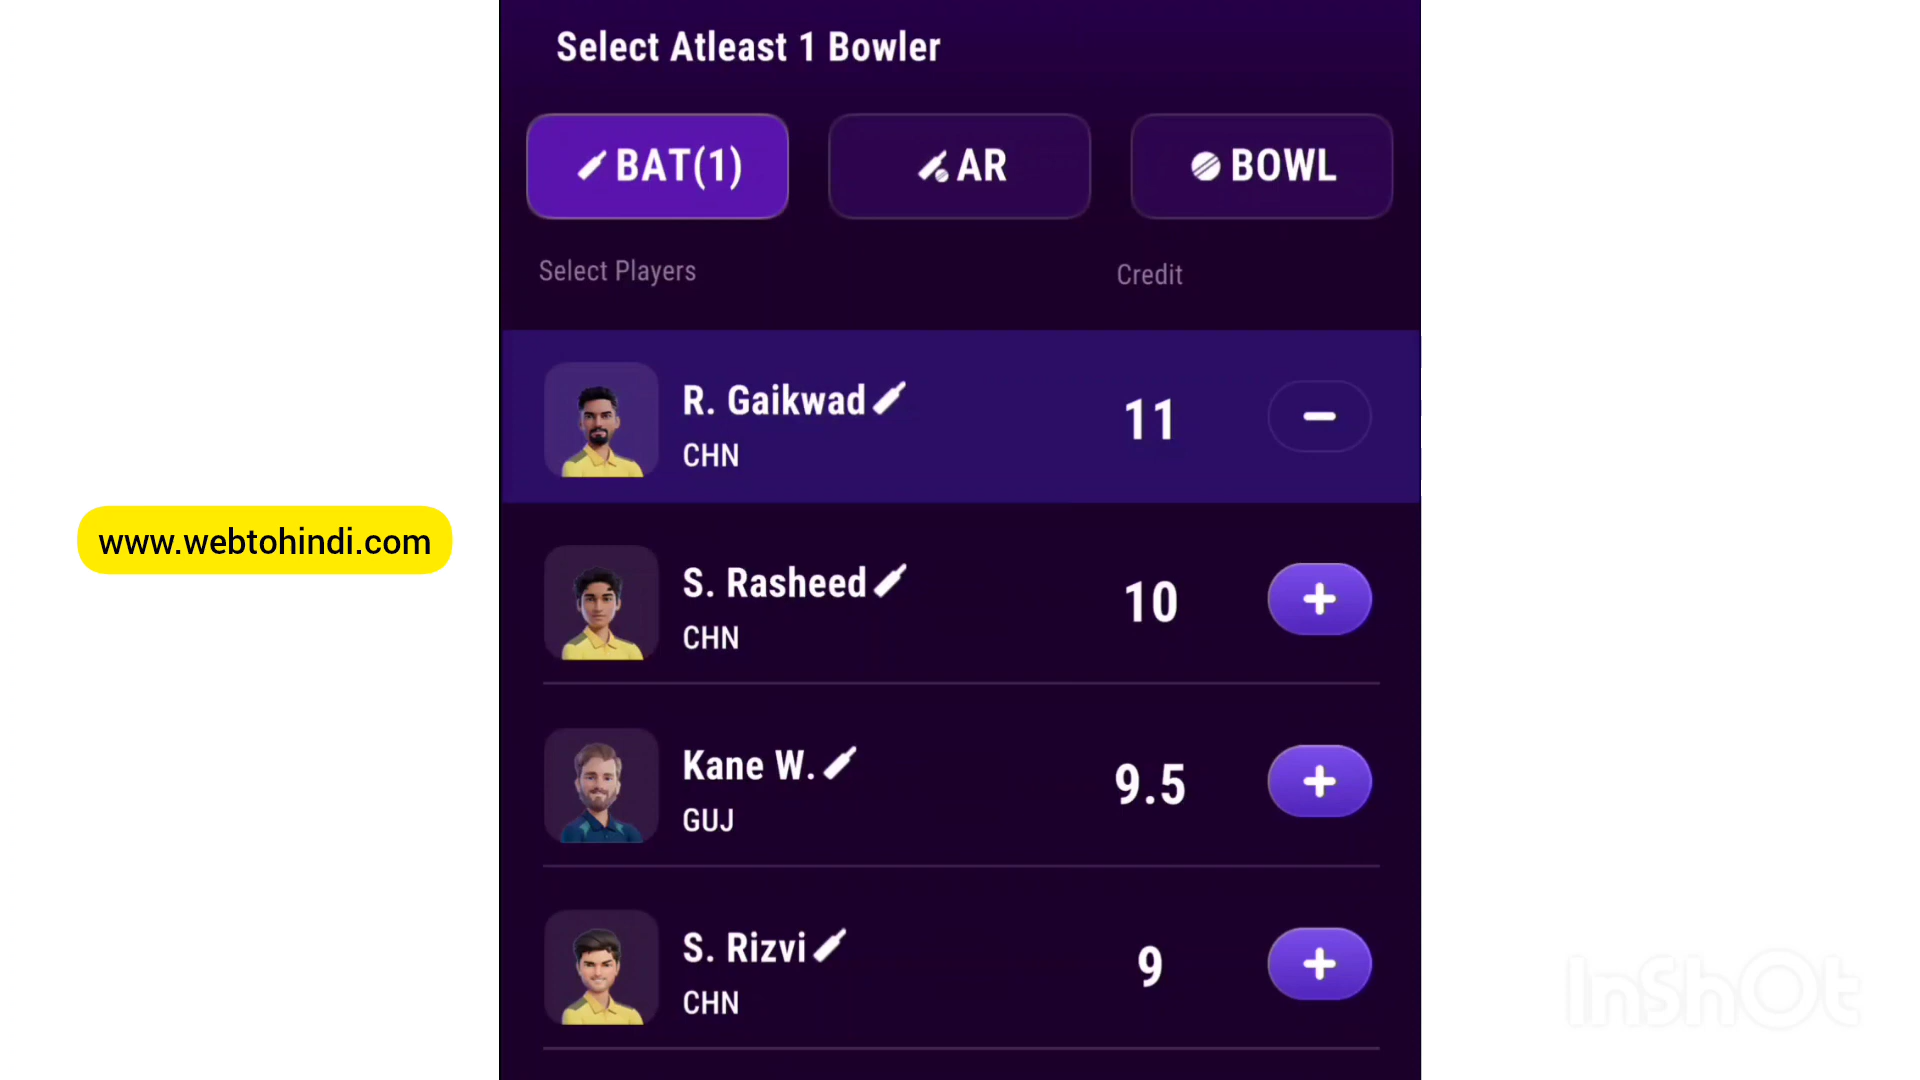 Select Atleast 1 Bowler
BAT(1)
AR
BOWL
Select Players
Credit
R. Gaikwad
11
CHN
S. Rasheed
10
CHN
www.webtohindi.com
Kane W.
9.5
GUJ
S. Rizvi
9
CHN
InShOt